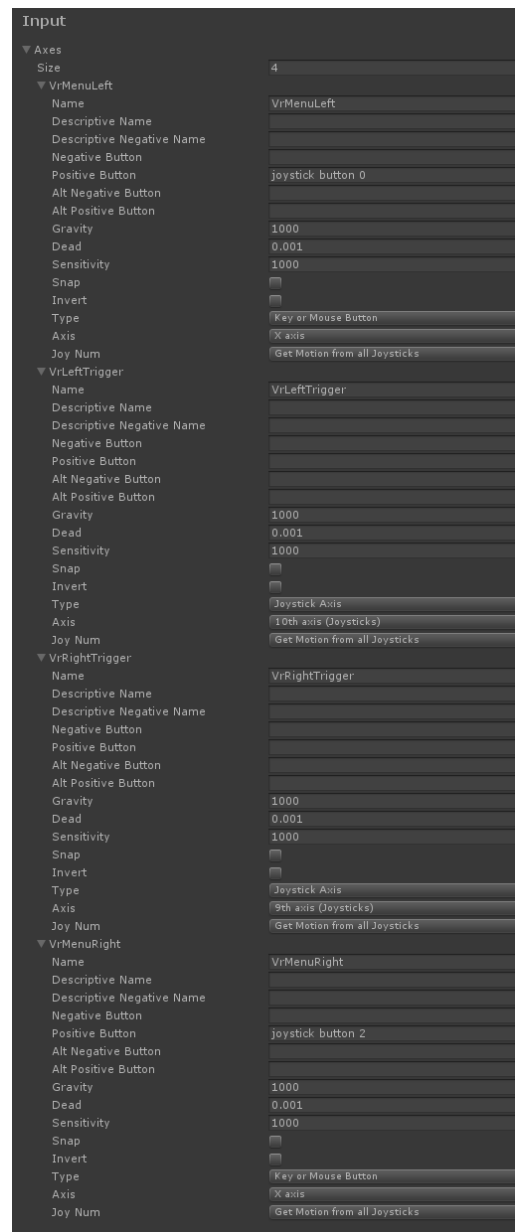 Input
Axes
Size 4
VrMenuLeft
Name VrMenuLeft
Descriptive Name
Descriptive Negative Name
Negative Button
Positive Button joystick button 0
Alt Negative Button
Alt Positive Button
Gravity 1000
Dead 0.001
Sensitivity 1000
Snap
Invert
Type Key or Mouse Button
Axis X axis
Joy Num Get Motion from all Joysticks
VrLeftTrigger
Name VrLeftTrigger
Descriptive Name
Descriptive Negative Name
Negative Button
Positive Button
Alt Negative Button
Alt Positive Button
Gravity 1000
Dead 0.001
Sensitivity 1000
Snap
Invert
Type Joystick Axis
Axis 10th axis (Joysticks)
Joy Num Get Motion from all Joysticks
VrRightTrigger
Name VrRightTrigger
Descriptive Name
Descriptive Negative Name
Negative Button
Positive Button
Alt Negative Button
Alt Positive Button
Gravity 1000
Dead 0.001
Sensitivity 1000
Snap
Invert
Type Joystick Axis
Axis 9th axis (Joysticks)
Joy Num Get Motion from all Joysticks
VrMenuRight
Name VrMenuRight
Descriptive Name
Descriptive Negative Name
Negative Button
Positive Button joystick button 2
Alt Negative Button
Alt Positive Button
Gravity 1000
Dead 0.001
Sensitivity 1000
Snap
Invert
Type Key or Mouse Button
Axis X axis
Joy Num Get Motion from all Joysticks